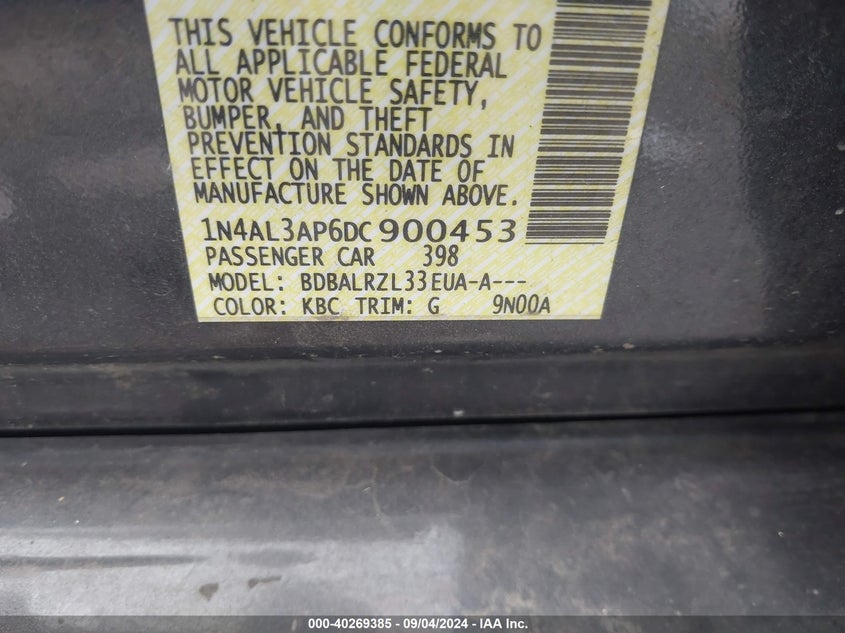 THIS VEHICLE CONFORMS TO
ALL APPLICABLE FEDERAL
MOTOR VEHICLE SAFETY,
BUMPER, AND THEFT
PREVENTION STANDARDS IN
EFFECT ON THE DATE OF
MANUFACTURE SHOWN ABOVE.
1N4AL3AP6DC900453
PASSENGER CAR 398
MODEL: BDBALRZL33EUA-A---
COLOR: KBC TRIM: G 9N00A
000-40269385 - 09/04/2024 - IAA Inc.